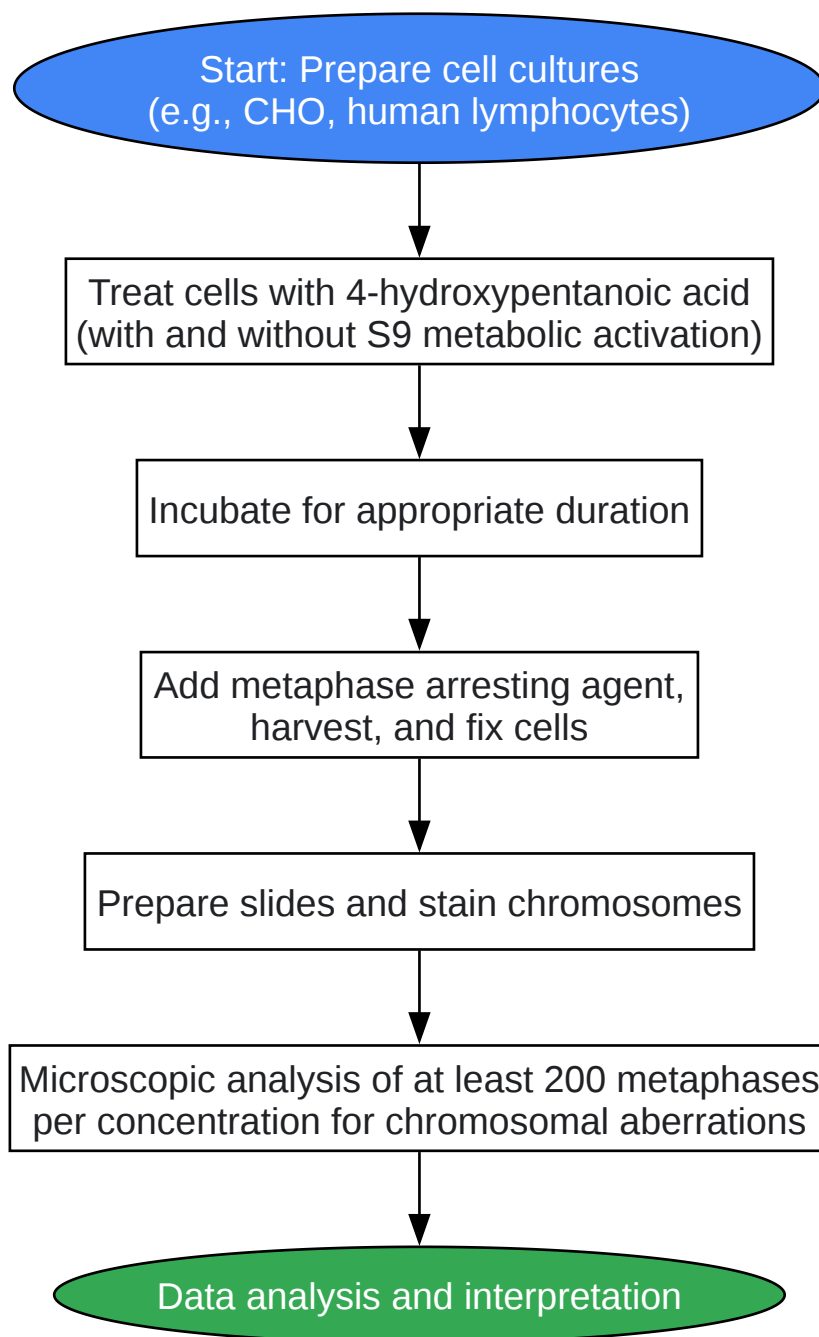 Start: Prepare cell cultures
(e.g., CHO, human lymphocytes)
Treat cells with 4-hydroxypentanoic acid
(with and without S9 metabolic activation)
Incubate for appropriate duration
Add metaphase arresting agent,
harvest, and fix cells
Prepare slides and stain chromosomes
Microscopic analysis of at least 200 metaphases
per concentration for chromosomal aberrations
Data analysis and interpretation